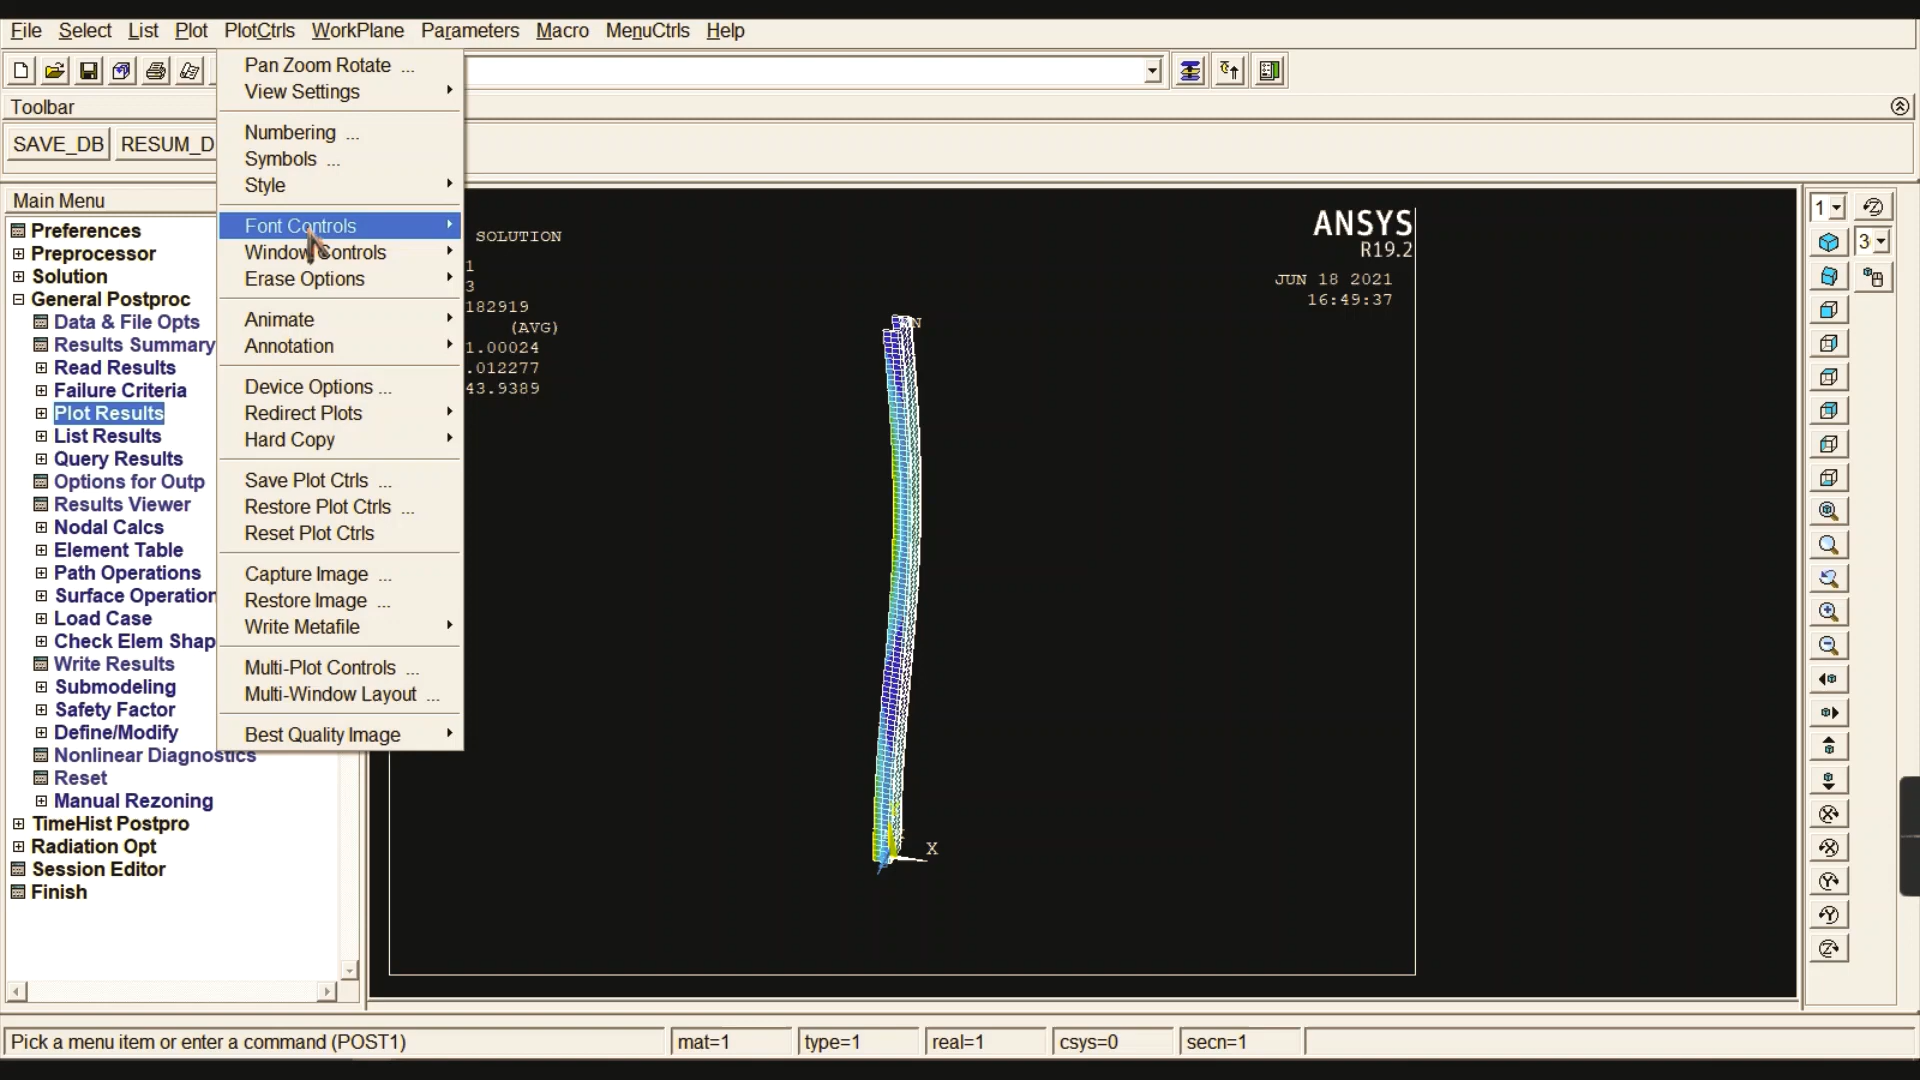 File Select List Plot PlotCtrls WorkPlane Parameters Macro MenuCtrls Help
Toolbar
SAVE_DB RESUM_D
Pan Zoom Rotate ...
View Settings
Numbering ...
Symbols ...
Style
Font Controls
Window Controls
Erase Options
Animate
Annotation
Device Options ...
Redirect Plots
Hard Copy
Save Plot Ctrls ...
Restore Plot Ctrls ...
Reset Plot Ctrls
Capture Image ...
Restore Image ...
Write Metafile
Multi-Plot Controls ...
Multi-Window Layout ...
Best Quality Image
Main Menu
Preferences
Preprocessor
Solution
General Postproc
Data & File Opts
Results Summary
Read Results
Failure Criteria
Plot Results
List Results
Query Results
Options for Outp
Results Viewer
Nodal Calcs
Element Table
Path Operations
Surface Operation
Load Case
Check Elem Shap
Write Results
Submodeling
Safety Factor
Define/Modify
Nonlinear Diagnostics
Reset
Manual Rezoning
TimeHist Postpro
Radiation Opt
Session Editor
Finish
SOLUTION
1
3
182919
(AVG)
1.00024
.012277
43.9389
ANSYS
R19.2
JUN 18 2021
16:49:37
N
X
1
3
Pick a menu item or enter a command (POST1) mat=1 type=1 real=1 csys=0 secn=1